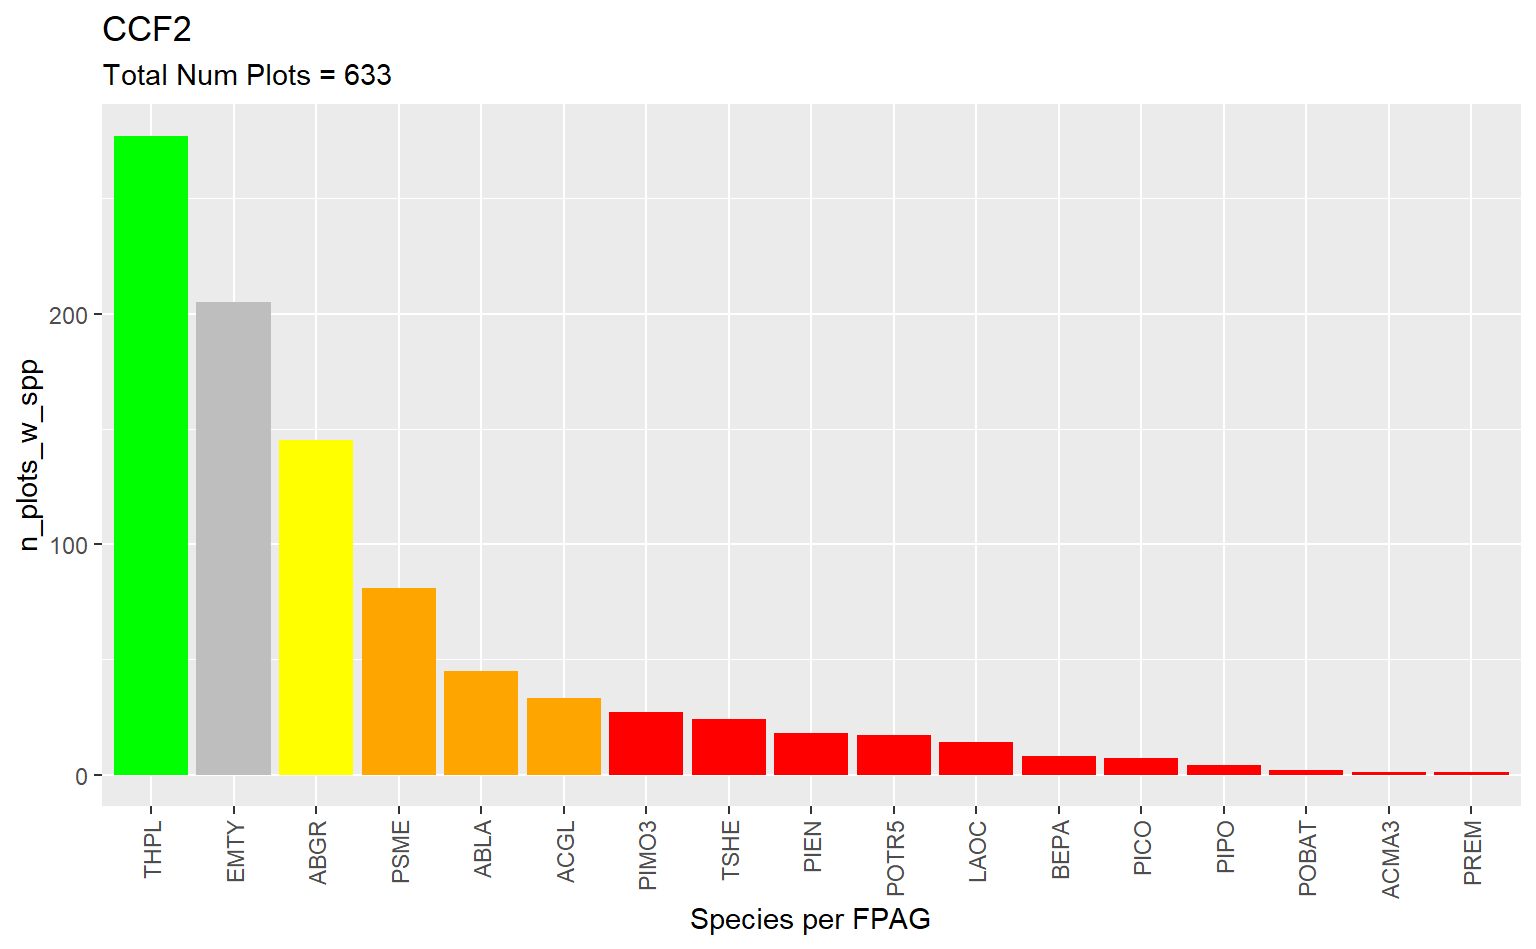 CCF2
Total Num Plots = 633
n_plots_w_spp
200
100
0
THPL
EMTY
ABGR
PSME
ABLA
ACGL
PIMO3
TSHE
PIEN
POTR5
LAOC
BEPA
PICO
PIPO
POBAT
ACMA3
PREM
Species per FPAG